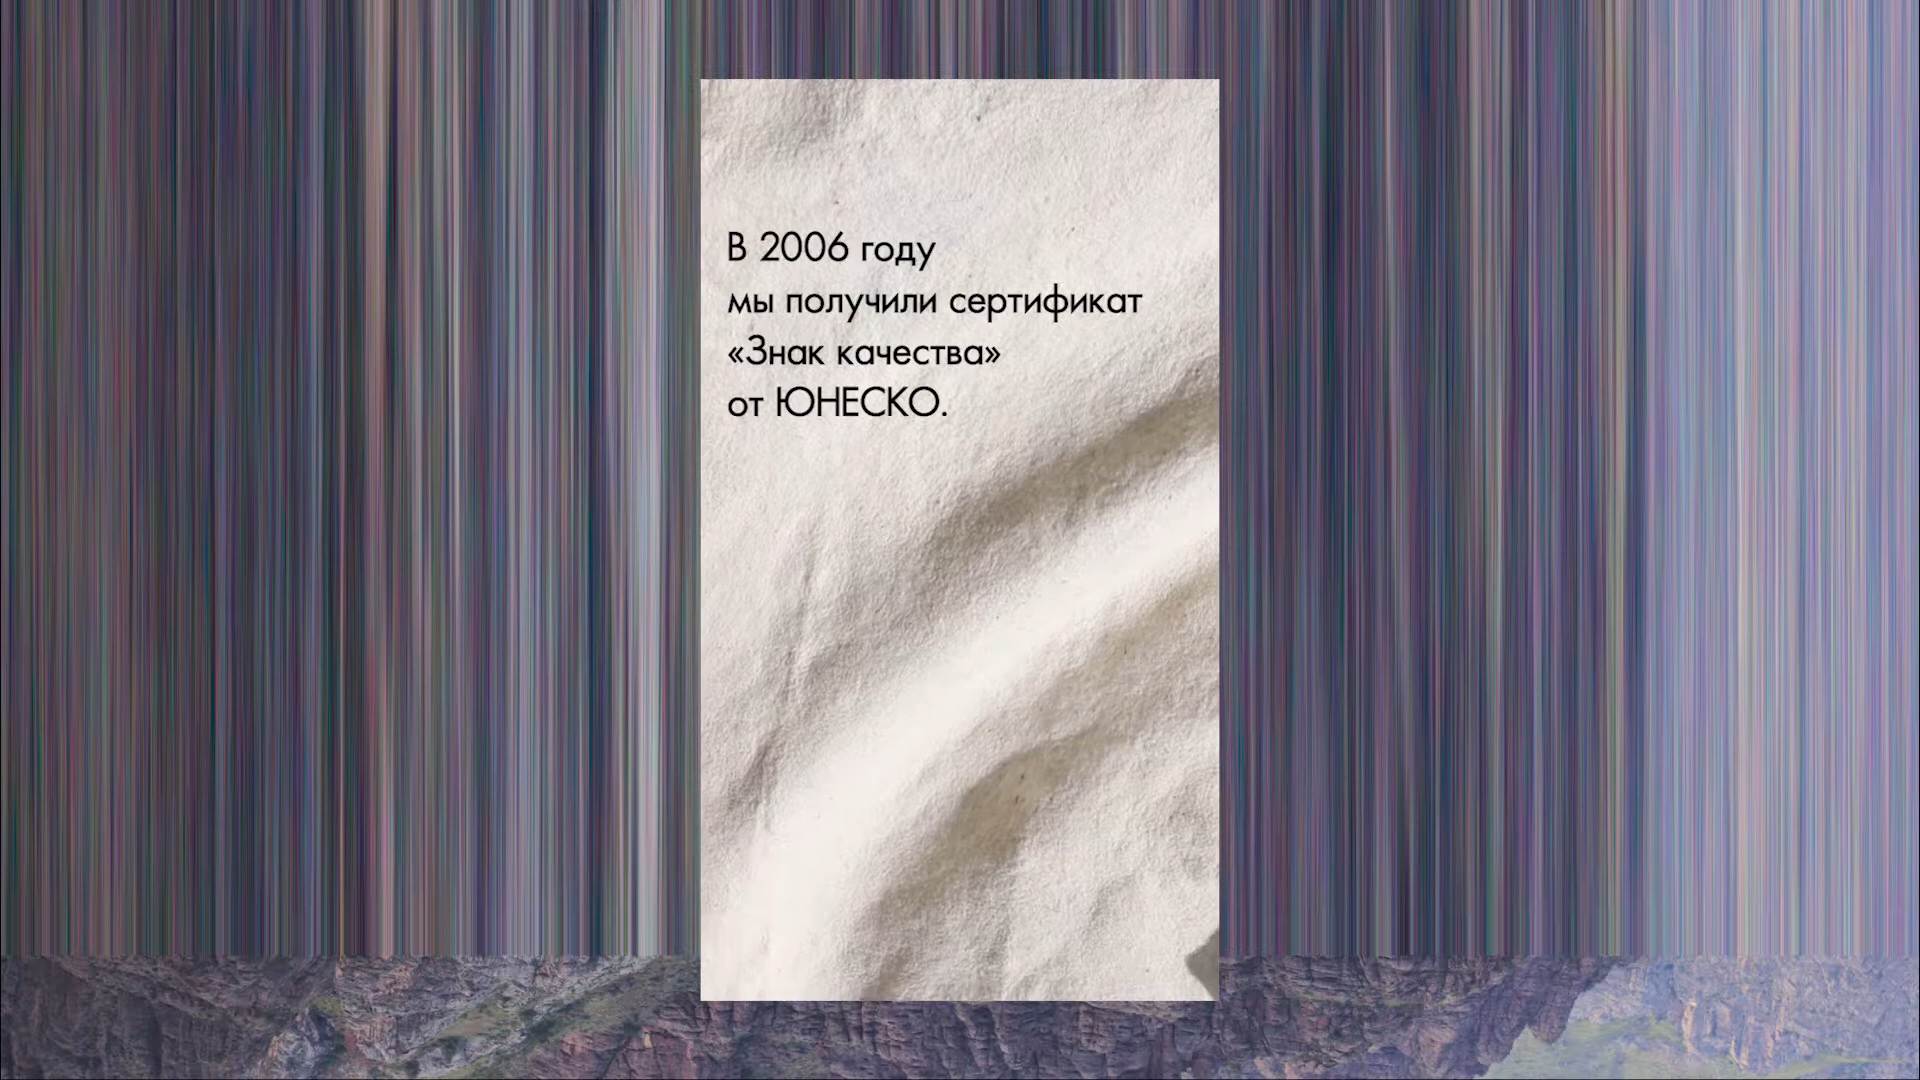 В 2006 году
мы получили сертификат
«Знак качества»
от ЮНЕСКО.